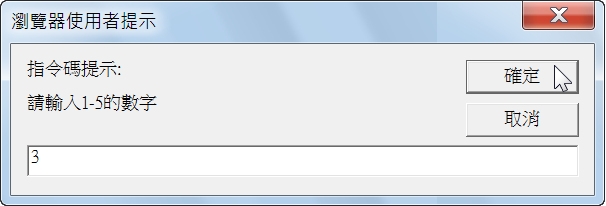 瀏覽器使用者提示
指令碼提示:
確定
請輸入1-5的數字
取消
3